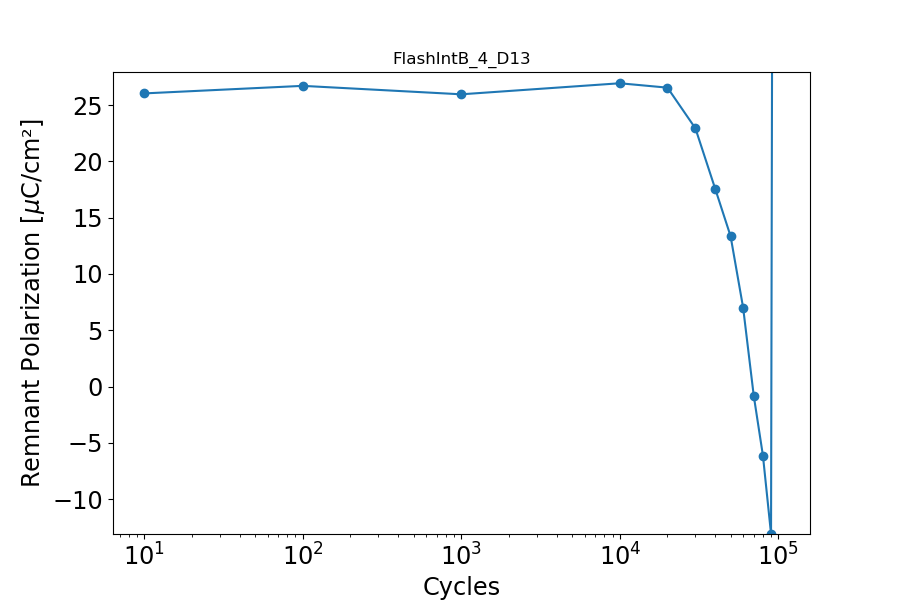 FlashIntB_4_D13
Remnant Polarization [μC/cm²]
25
20
15
10
5
0
−5
−10
10¹ 10² 10³ 10⁴ 10⁵
Cycles